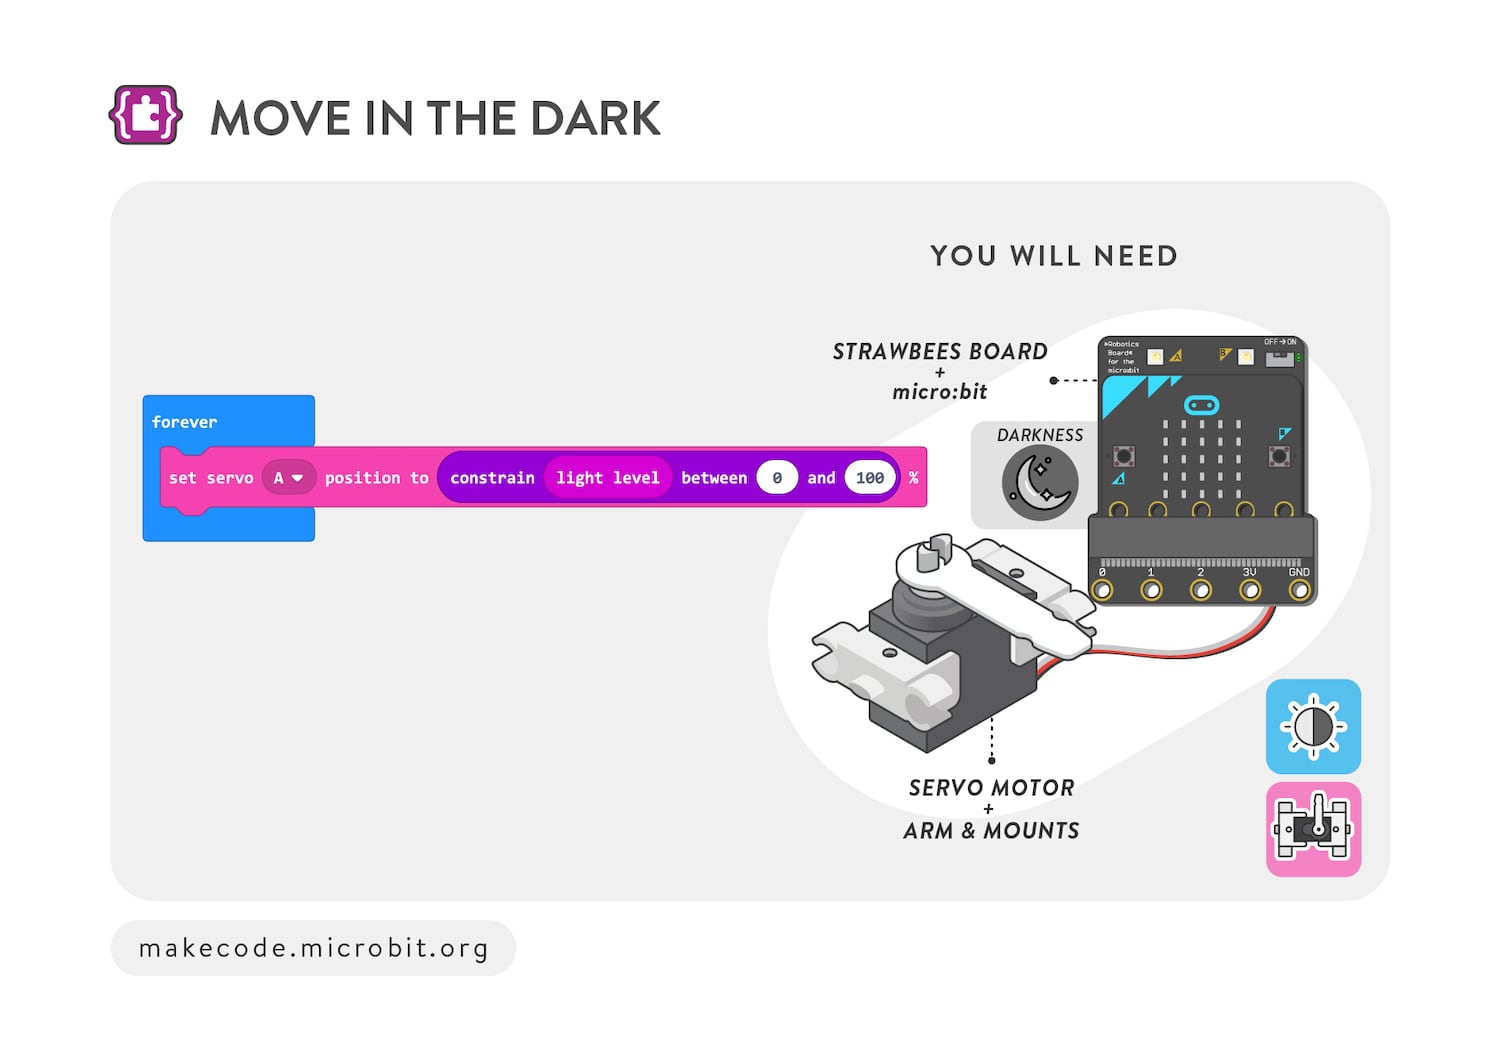 MOVE IN THE DARK
YOU WILL NEED
STRAWBEES BOARD
+
micro:bit
DARKNESS
forever
set servo A position to constrain light level between 0 and 100 %
Robotics
Board
for the
micro:bit
A
B
OFF→ON
B
A
0 1 2 3V GND
SERVO MOTOR
+
ARM & MOUNTS
makecode.microbit.org